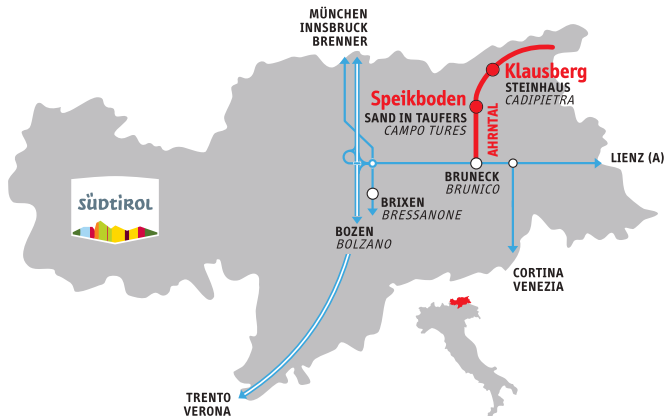 MÜNCHEN
INNSBRUCK
BRENNER
Klausberg
STEINHAUS
CADIPIETRA
Speikboden
SAND IN TAUFERS
CAMPO TURES
AHRNTAL
LIENZ (A)
BRUNECK
BRUNICO
SÜDTIROL
BRIXEN
BRESSANONE
BOZEN
BOLZANO
CORTINA
VENEZIA
TRENTO
VERONA